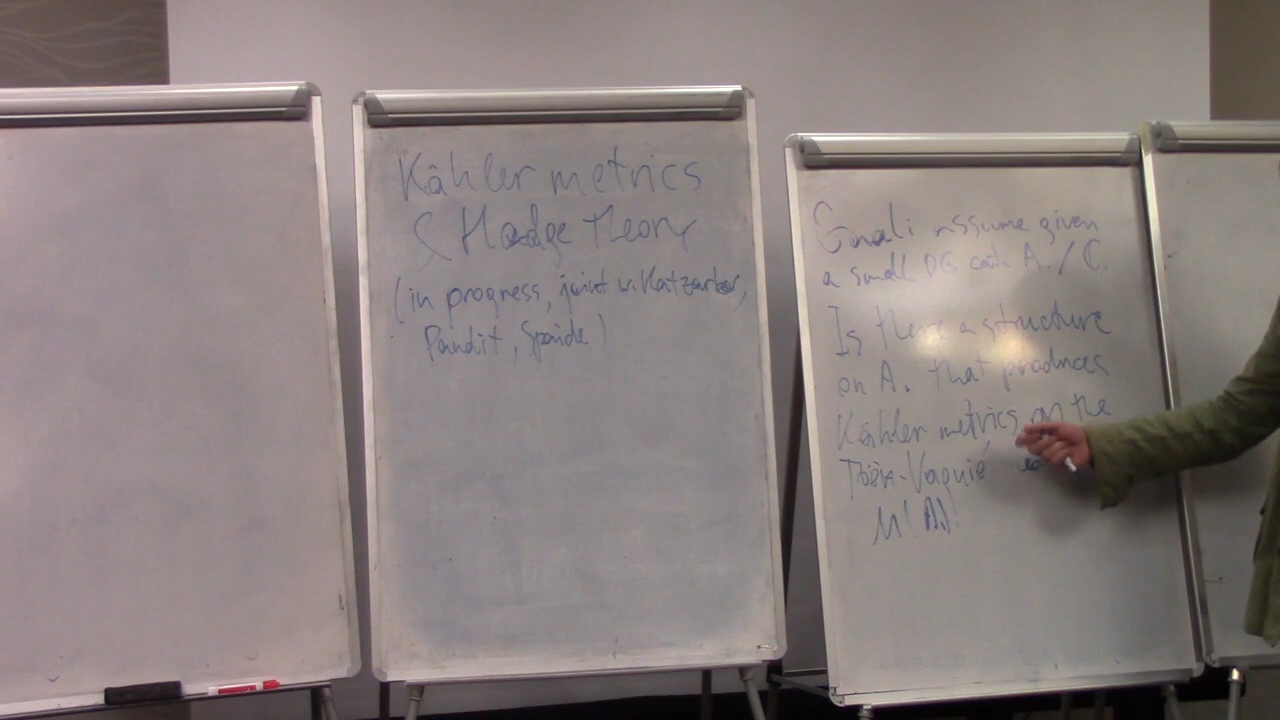 Kähler metrics
& Hodge theory
(in progress, joint w. Katzarkov,
Pandit, Spaide)
Goal: Assume given
a small DG cat. A. / C.
Is there a structure
on A. that produces
Kähler metrics on the
Toën-Vaquié
M(A.)?